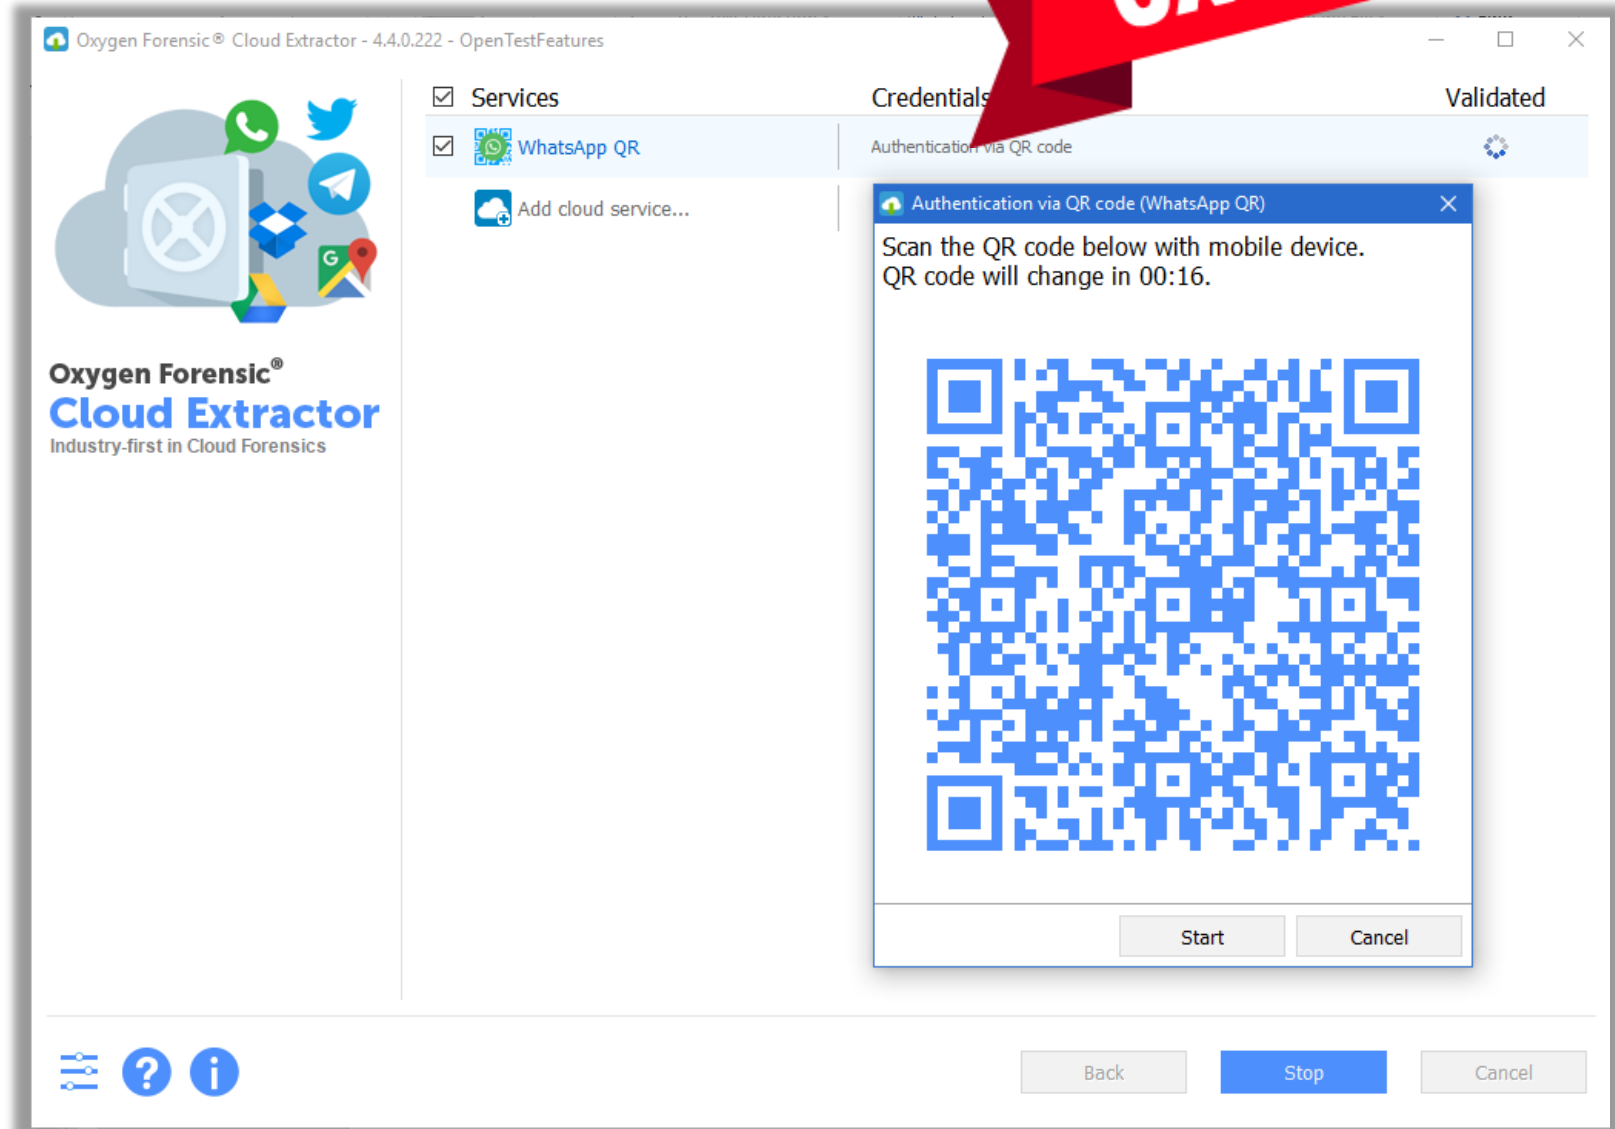 Oxygen Forensic® Cloud Extractor - 4.4.0.222 - OpenTestFeatures
Services
Credentials
Validated
WhatsApp QR
Authentication via QR code
Add cloud service...
G
Authentication via QR code (WhatsApp QR)
Scan the QR code below with mobile device.
QR code will change in 00:16.
Oxygen Forensic®
Cloud Extractor
Industry-first in Cloud Forensics
Start
Cancel
?
i
Back
Stop
Cancel